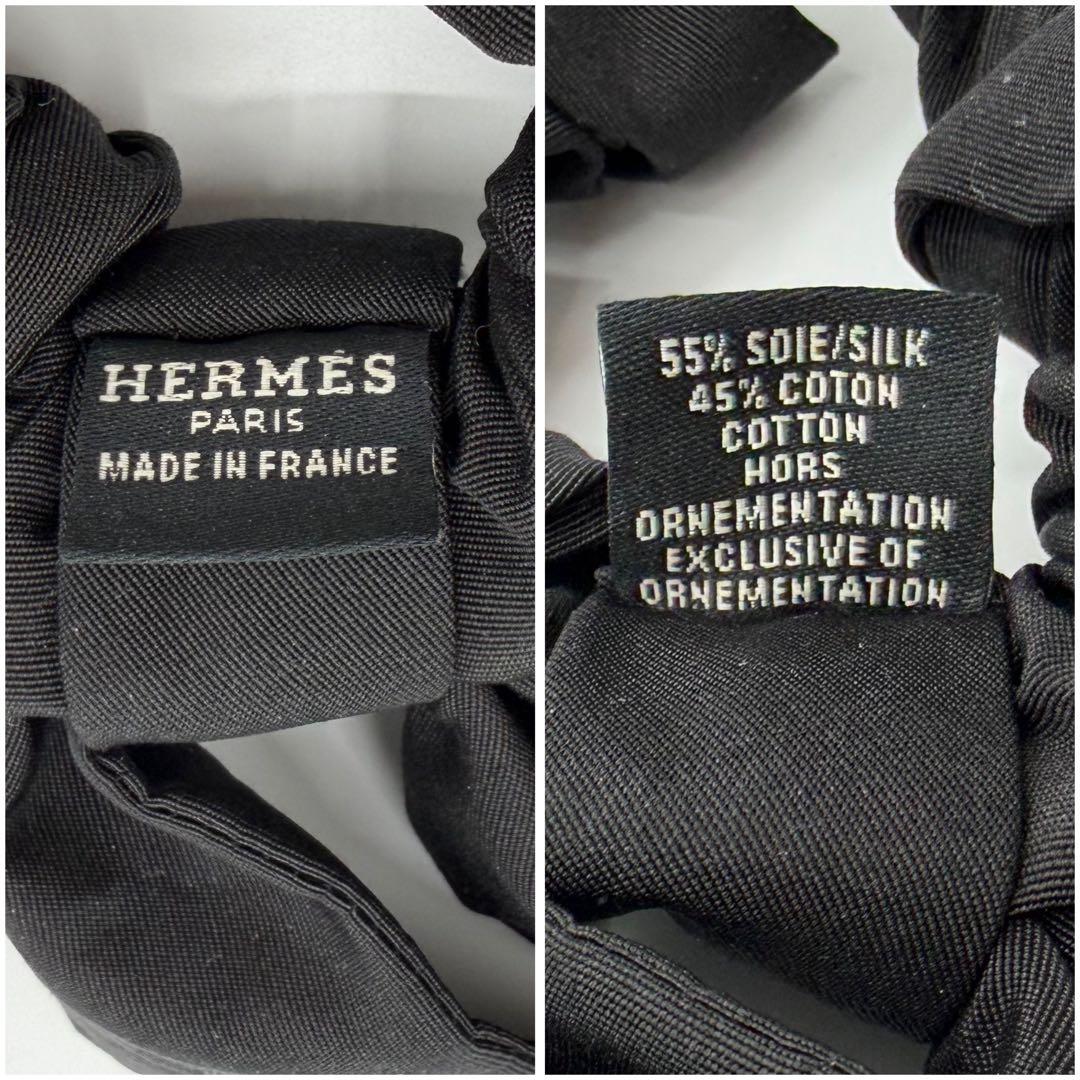 HERMÈS
PARIS
MADE IN FRANCE
55% SOIE/SILK
45% COTON
COTTON
HORS
ORNEMENTATION
EXCLUSIVE OF
ORNEMENTATION